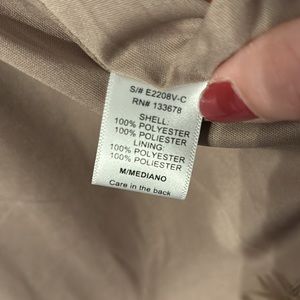 S/# E2208V-C
RN# 133678
SHELL:
100% POLYESTER
100% POLIESTER
LINING:
100% POLYESTER
100% POLIESTER
M/MEDIANO
Care in the back